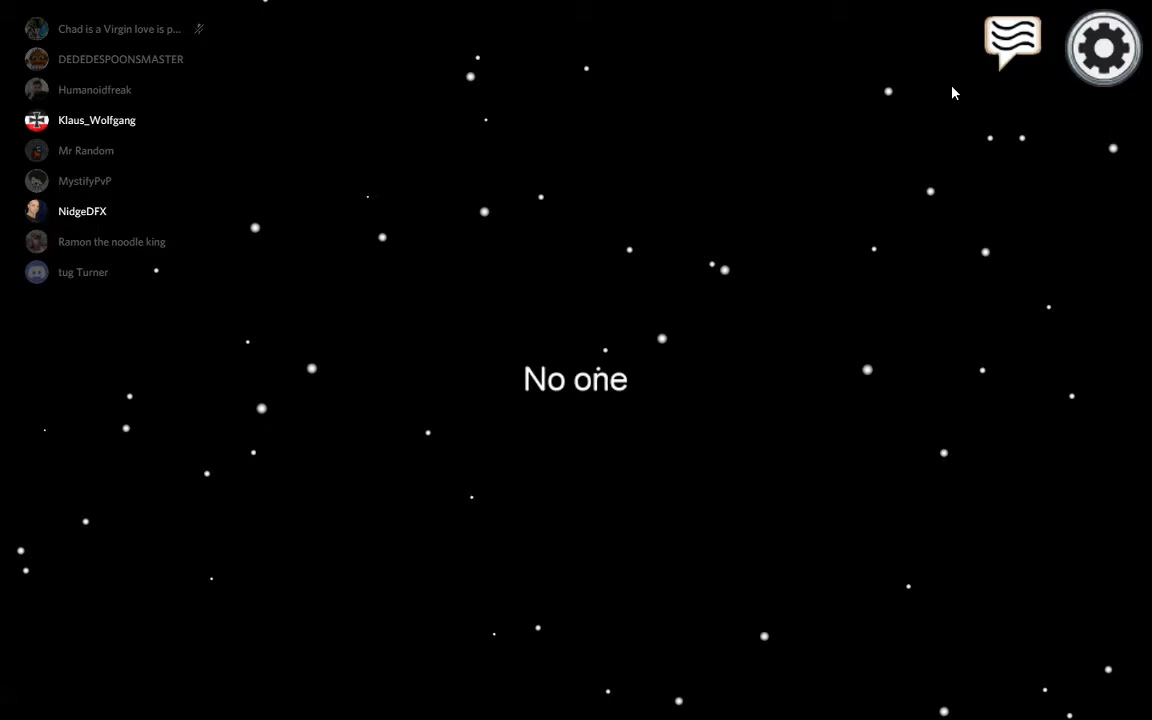 Chad is a Virgin love is p...
DEDEDESPOONSMASTER
Humanoidfreak
Klaus_Wolfgang
Mr Random
MystifyPvP
NidgeDFX
Ramon the noodle king
tug Turner
No one